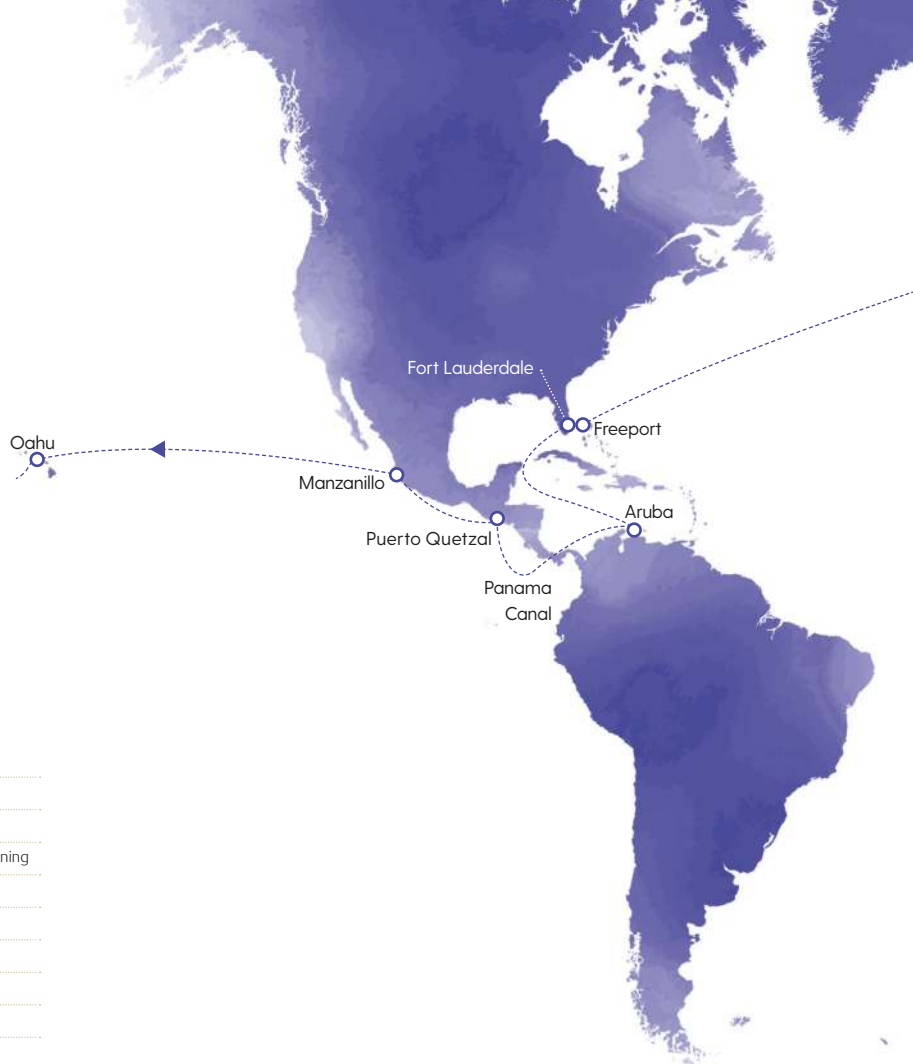 Fort Lauderdale
Freeport
Oahu
Manzanillo
Aruba
Puerto Quetzal
Panama
Canal
ning